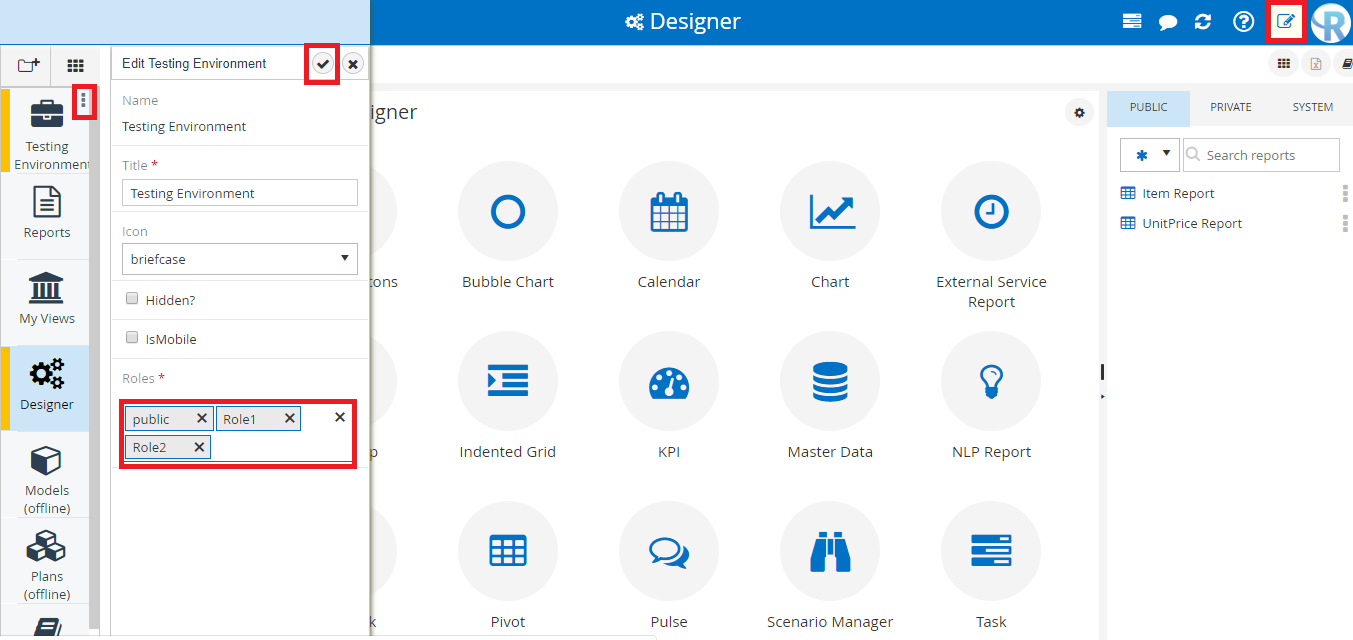 Designer
Edit Testing Environment
Name
Testing Environment
Title *
Testing Environment
Icon
briefcase
Hidden?
IsMobile
Roles *
public
Role1
Role2
Testing
Environment
Reports
My Views
Designer
Models
(offline)
Plans
(offline)
igner
ons
Bubble Chart
Calendar
Chart
External Service
Report
p
Indented Grid
KPI
Master Data
NLP Report
k
Pivot
Pulse
Scenario Manager
Task
PUBLIC
PRIVATE
SYSTEM
Search reports
Item Report
UnitPrice Report